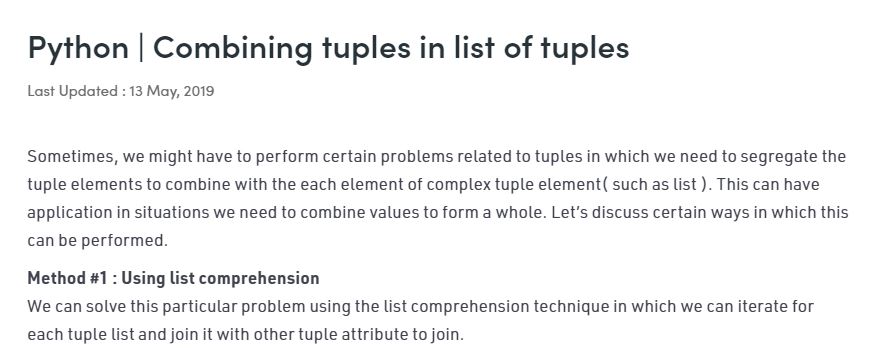 Python | Combining tuples in list of tuples
Last Updated : 13 May, 2019
Sometimes, we might have to perform certain problems related to tuples in which we need to segregate the
tuple elements to combine with the each element of complex tuple element( such as list ). This can have
application in situations we need to combine values to form a whole. Let’s discuss certain ways in which this
can be performed.
Method #1 : Using list comprehension
We can solve this particular problem using the list comprehension technique in which we can iterate for
each tuple list and join it with other tuple attribute to join.